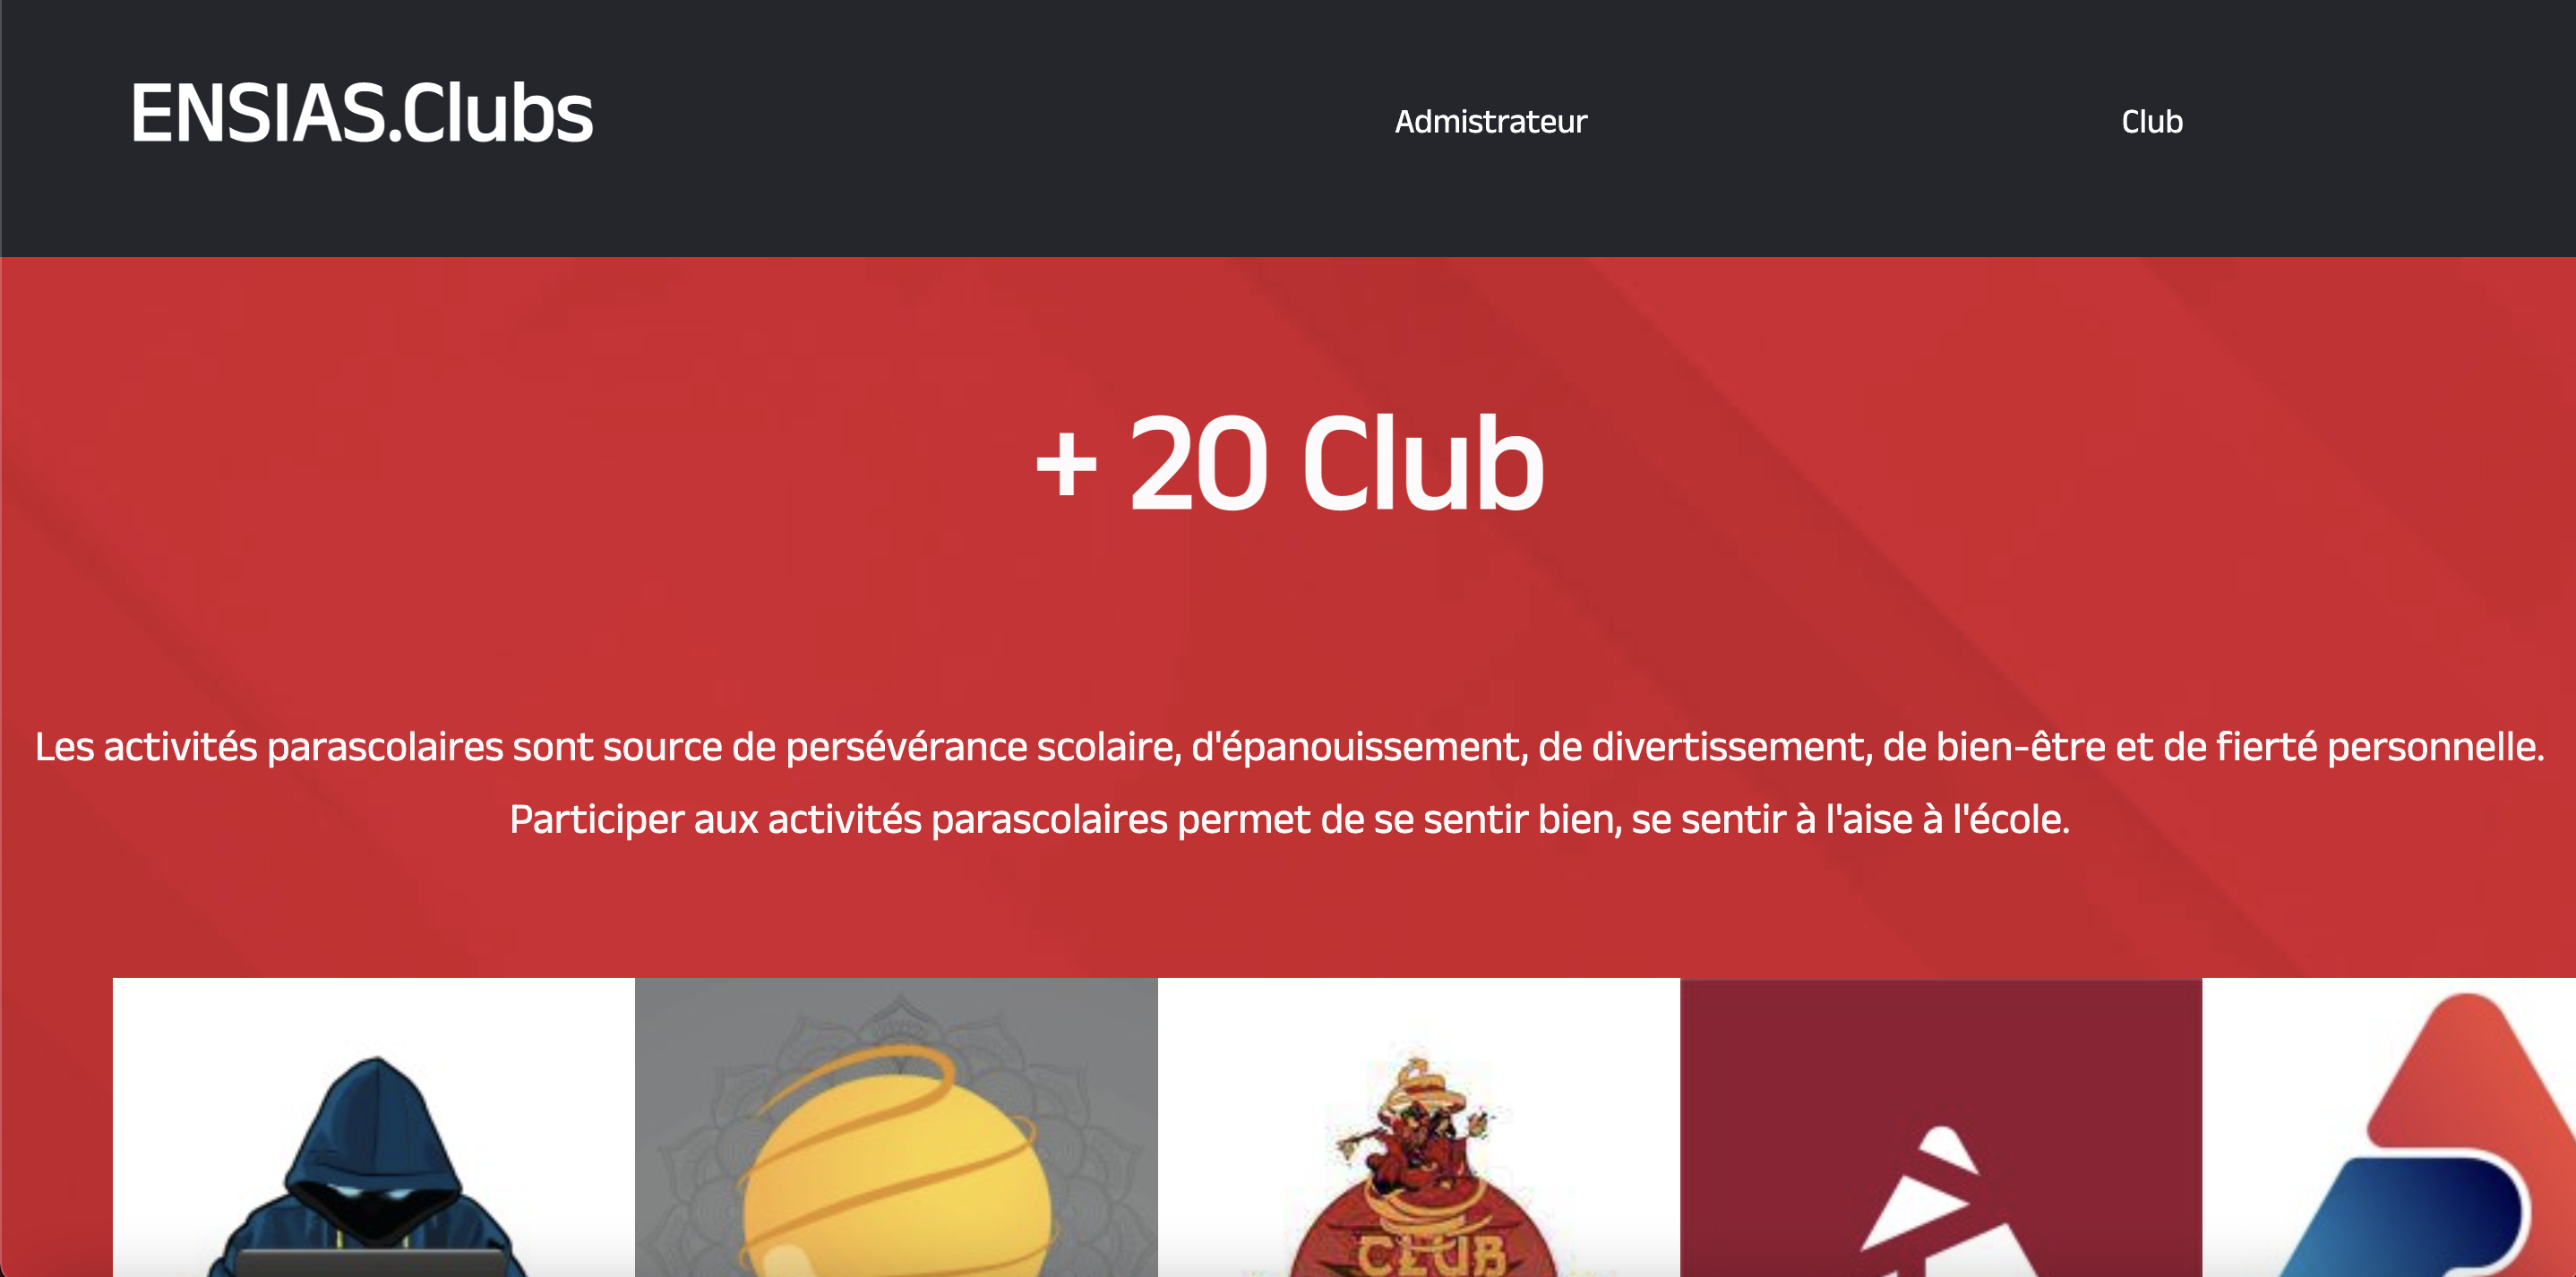 ENSIAS.Clubs
Admistrateur
Club
+ 20 Club
Les activités parascolaires sont source de persévérance scolaire, d'épanouissement, de divertissement, de bien-être et de fierté personnelle.
Participer aux activités parascolaires permet de se sentir bien, se sentir à l'aise à l'école.
CLUB